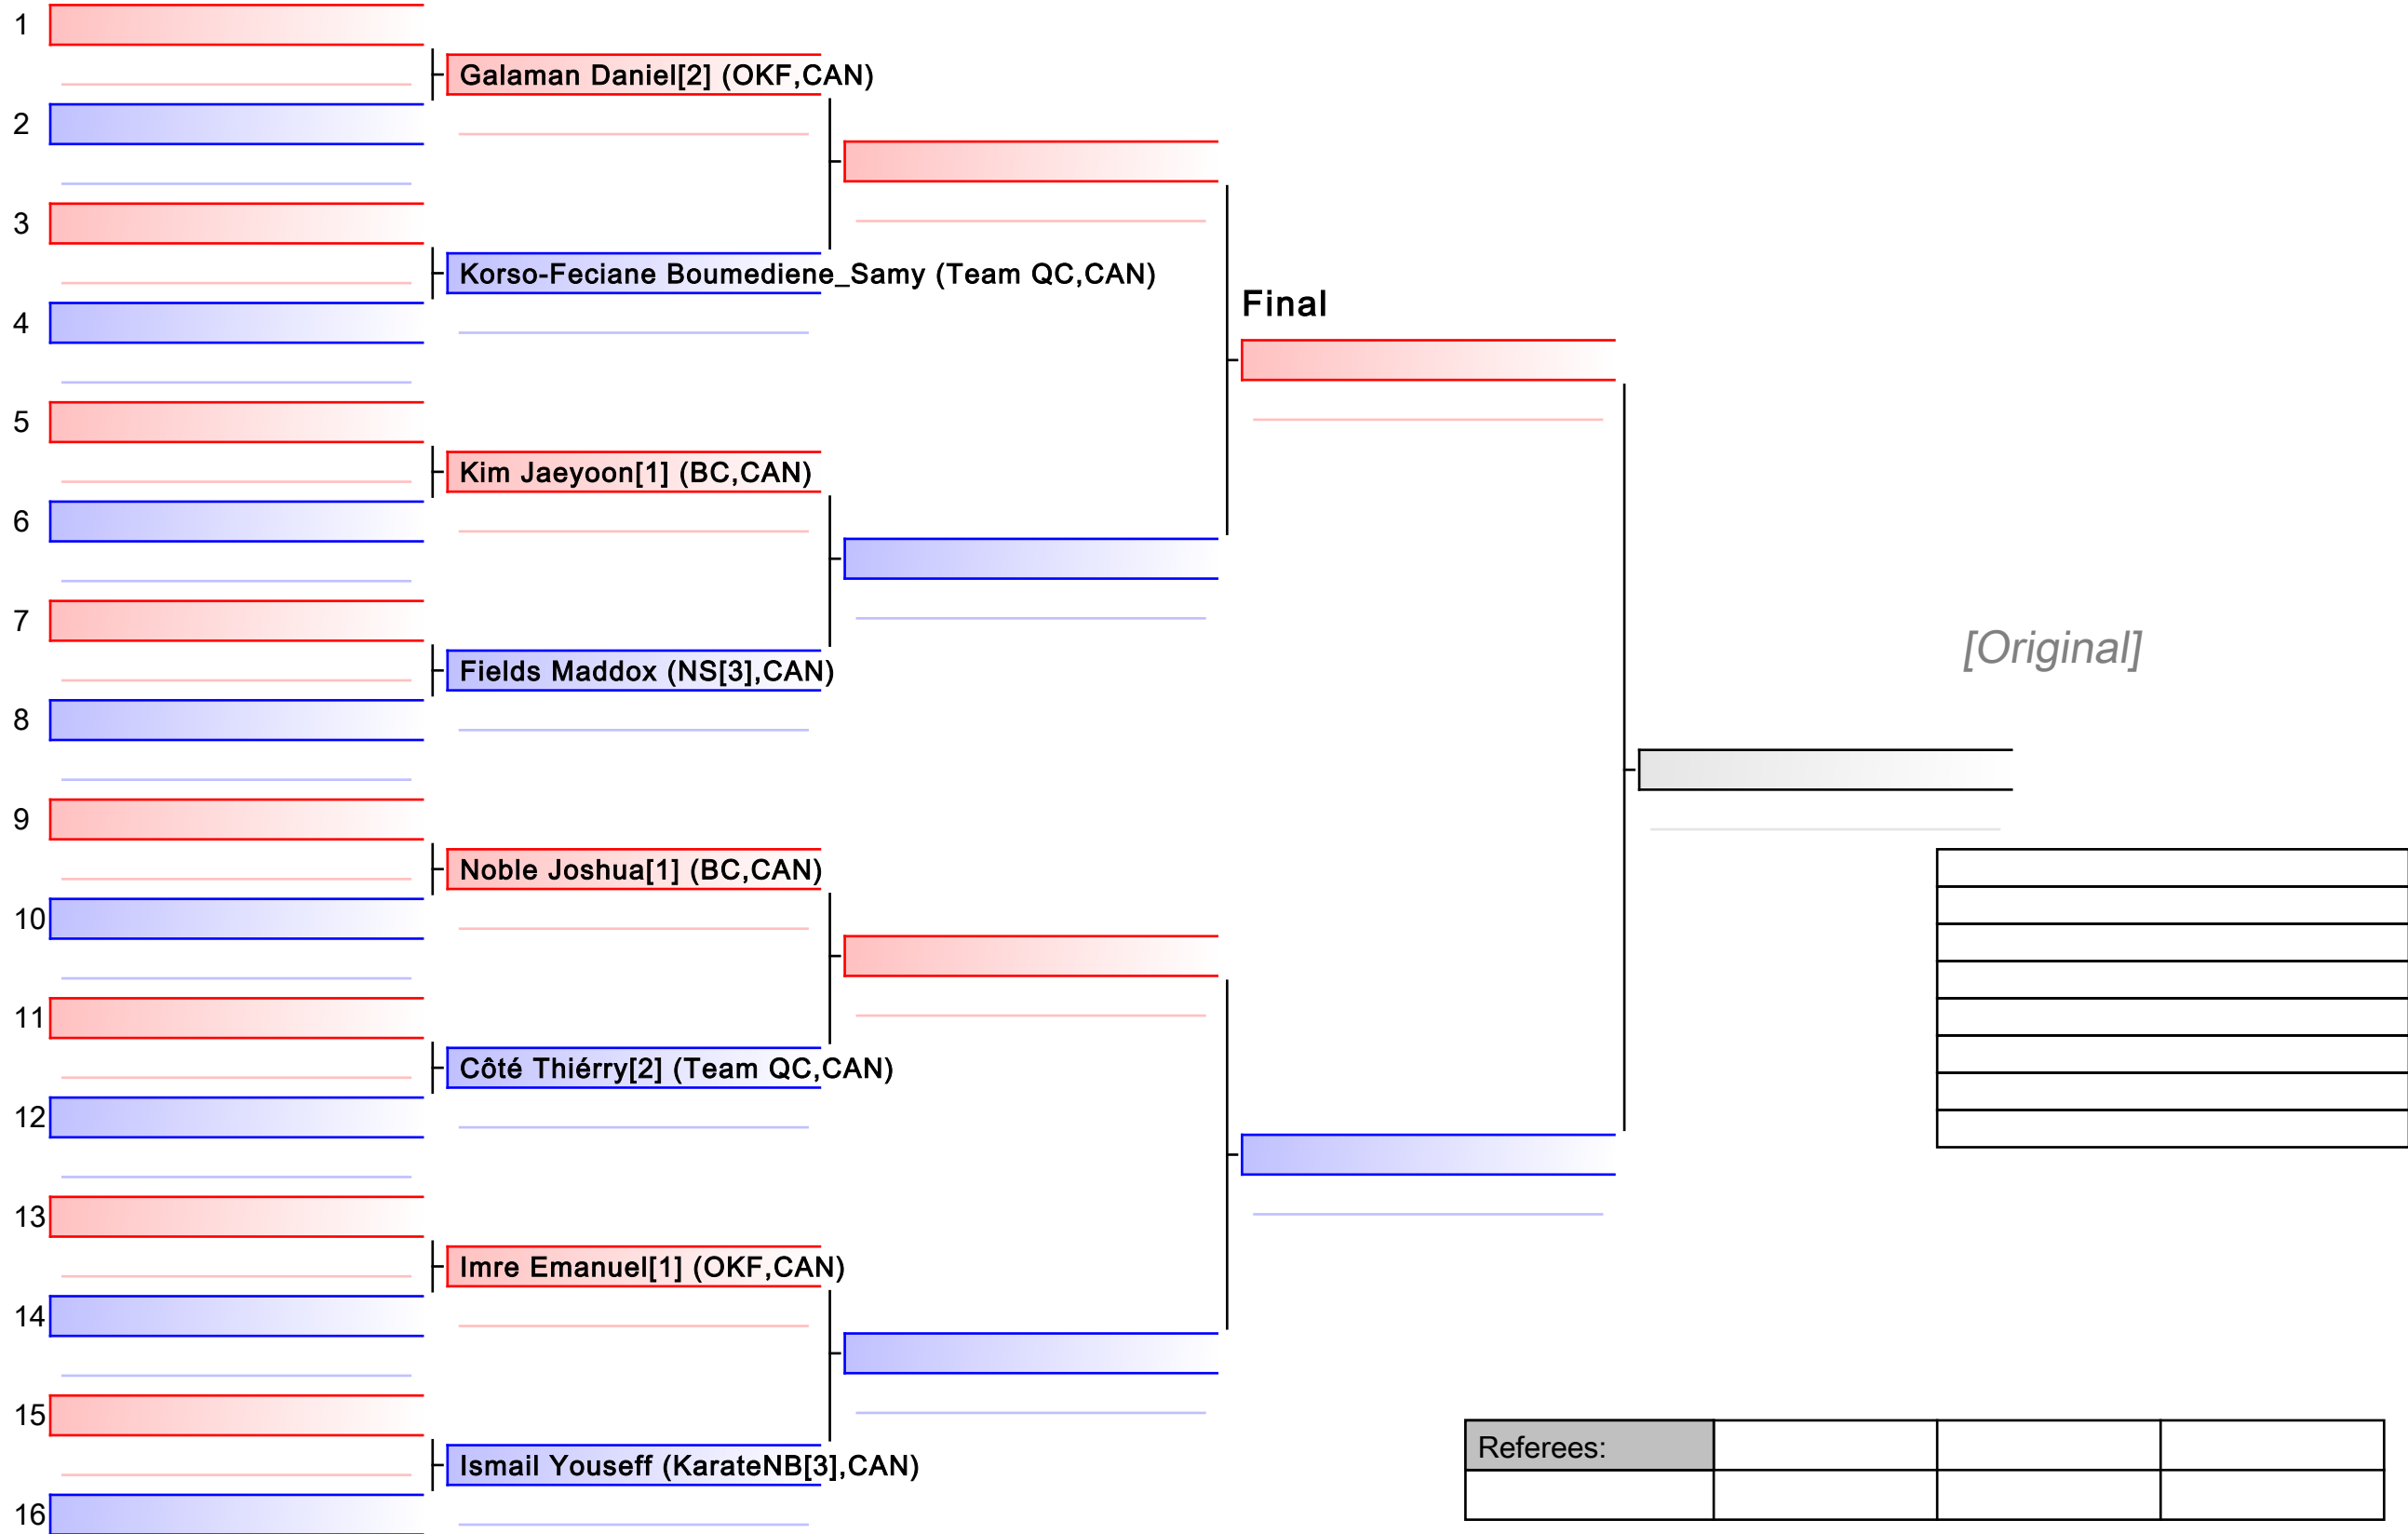 1
Galaman Daniel[2] (OKF,CAN)
2
3
Korso-Feciane Boumediene_Samy (Team QC,CAN)
Final
4
5
Kim Jaeyoon[1] (BC,CAN)
6
7
[Original]
Fields Maddox (NS[3],CAN)
8
9
Noble Joshua[1] (BC,CAN)
10
11
Côté Thiérry[2] (Team QC,CAN)
12
13
Imre Emanuel[1] (OKF,CAN)
14
15
Referees:
Ismail Youseff (KarateNB[3],CAN)
16